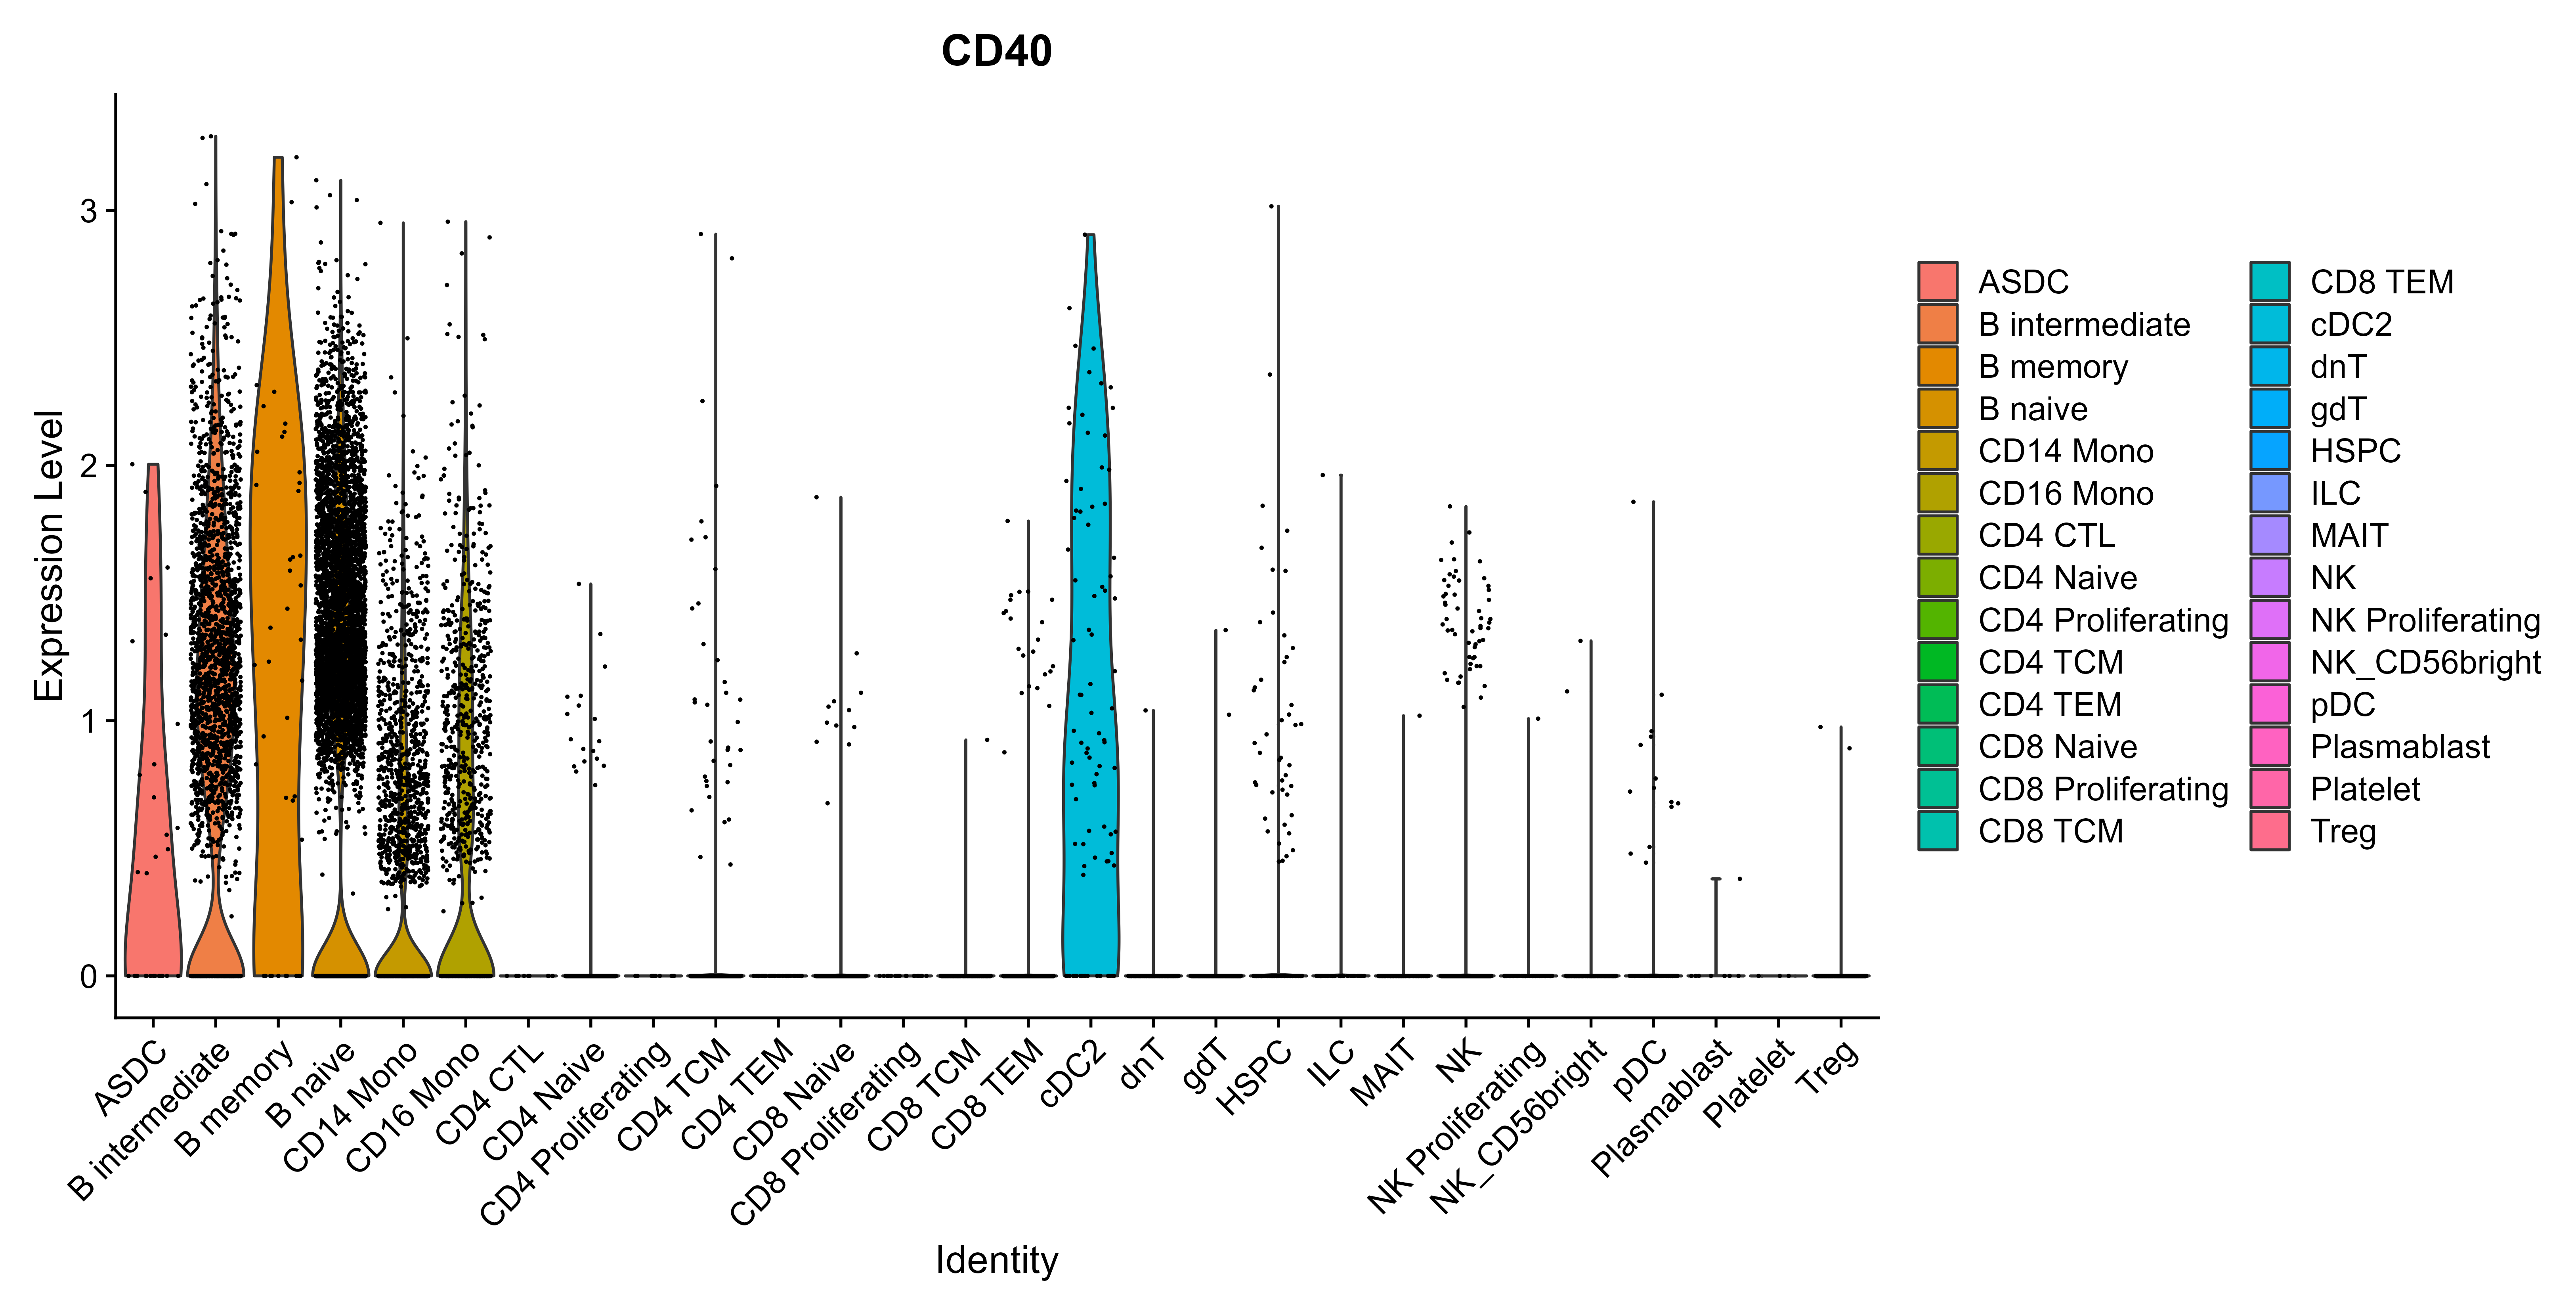 CD40
Expression Level
3
2
1
0
ASDC
B intermediate
B memory
B naive
CD14 Mono
CD16 Mono
CD4 CTL
CD4 Naive
CD4 Proliferating
CD4 TCM
CD4 TEM
CD8 Naive
CD8 Proliferating
CD8 TCM
CD8 TEM
cDC2
dnT
gdT
HSPC
ILC
MAIT
NK
NK Proliferating
NK_CD56bright
pDC
Plasmablast
Platelet
Treg
Identity
ASDC
B intermediate
B memory
B naive
CD14 Mono
CD16 Mono
CD4 CTL
CD4 Naive
CD4 Proliferating
CD4 TCM
CD4 TEM
CD8 Naive
CD8 Proliferating
CD8 TCM
CD8 TEM
cDC2
dnT
gdT
HSPC
ILC
MAIT
NK
NK Proliferating
NK_CD56bright
pDC
Plasmablast
Platelet
Treg